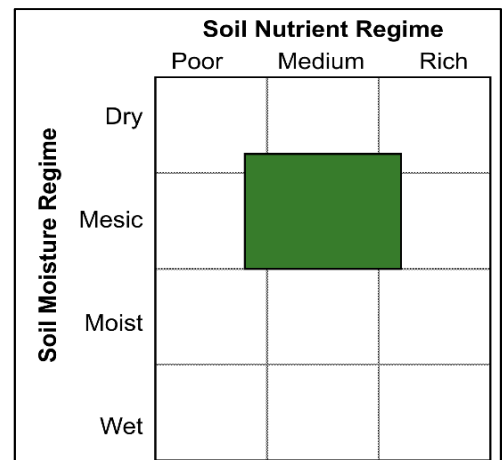 Soil Nutrient Regime
Poor Medium Rich
Soil Moisture Regime
Dry
Mesic
Moist
Wet